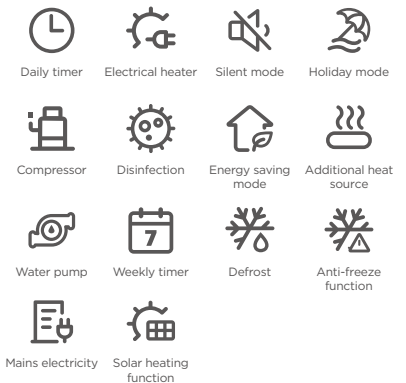 Daily timer
Electrical heater
Silent mode
Holiday mode
Compressor
Disinfection
Energy saving
mode
Additional heat
source
7
Water pump
Weekly timer
Defrost
Anti-freeze
function
Mains electricity
Solar heating
function